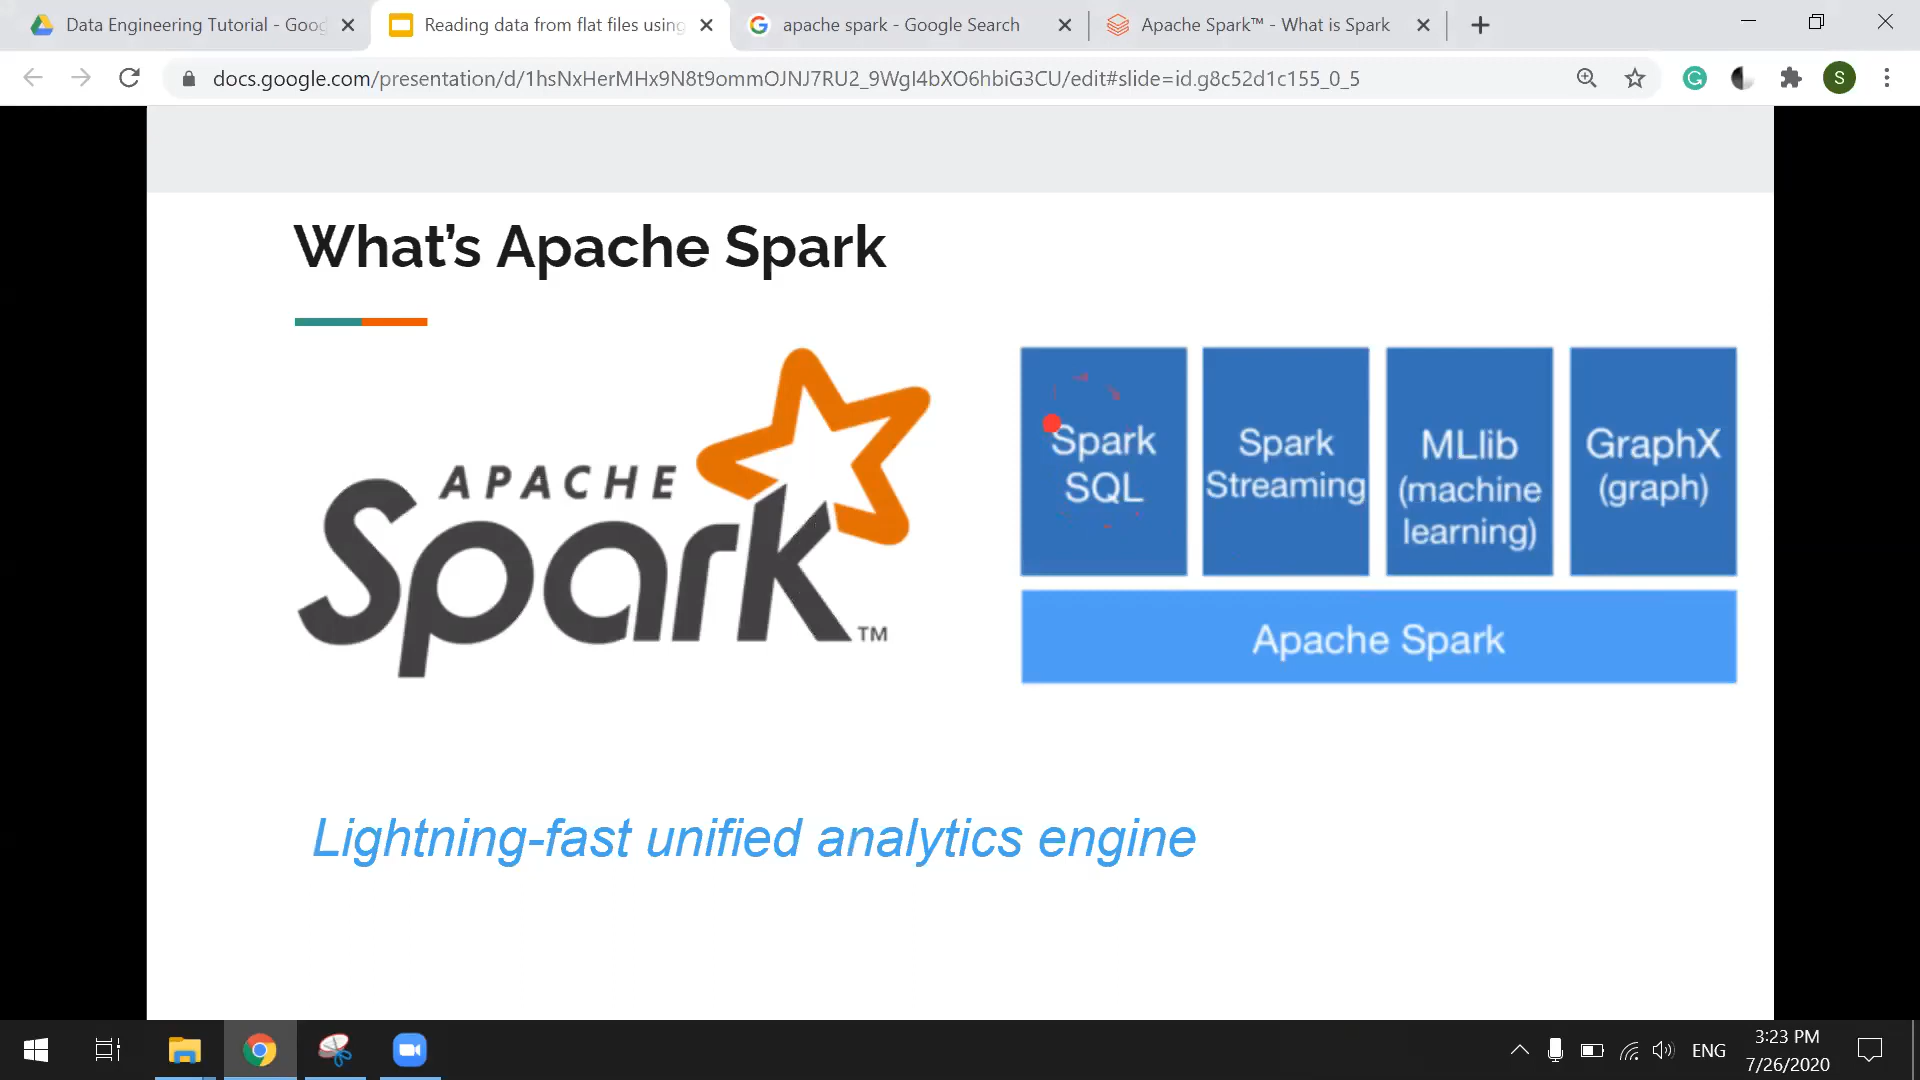 Data Engineering Tutorial - Goog
Reading data from flat files using
apache spark - Google Search
Apache Spark™ - What is Spark
docs.google.com/presentation/d/1hsNxHerMHx9N8t9ommOJNJ7RU2_9WgI4bXO6hbiG3CU/edit#slide=id.g8c52d1c155_0_5
S
What's Apache Spark
APACHE
Spark
TM
Spark
SQL
Spark
Streaming
MLlib
(machine
learning)
GraphX
(graph)
Apache Spark
Lightning-fast unified analytics engine
ENG
3:23 PM
7/26/2020